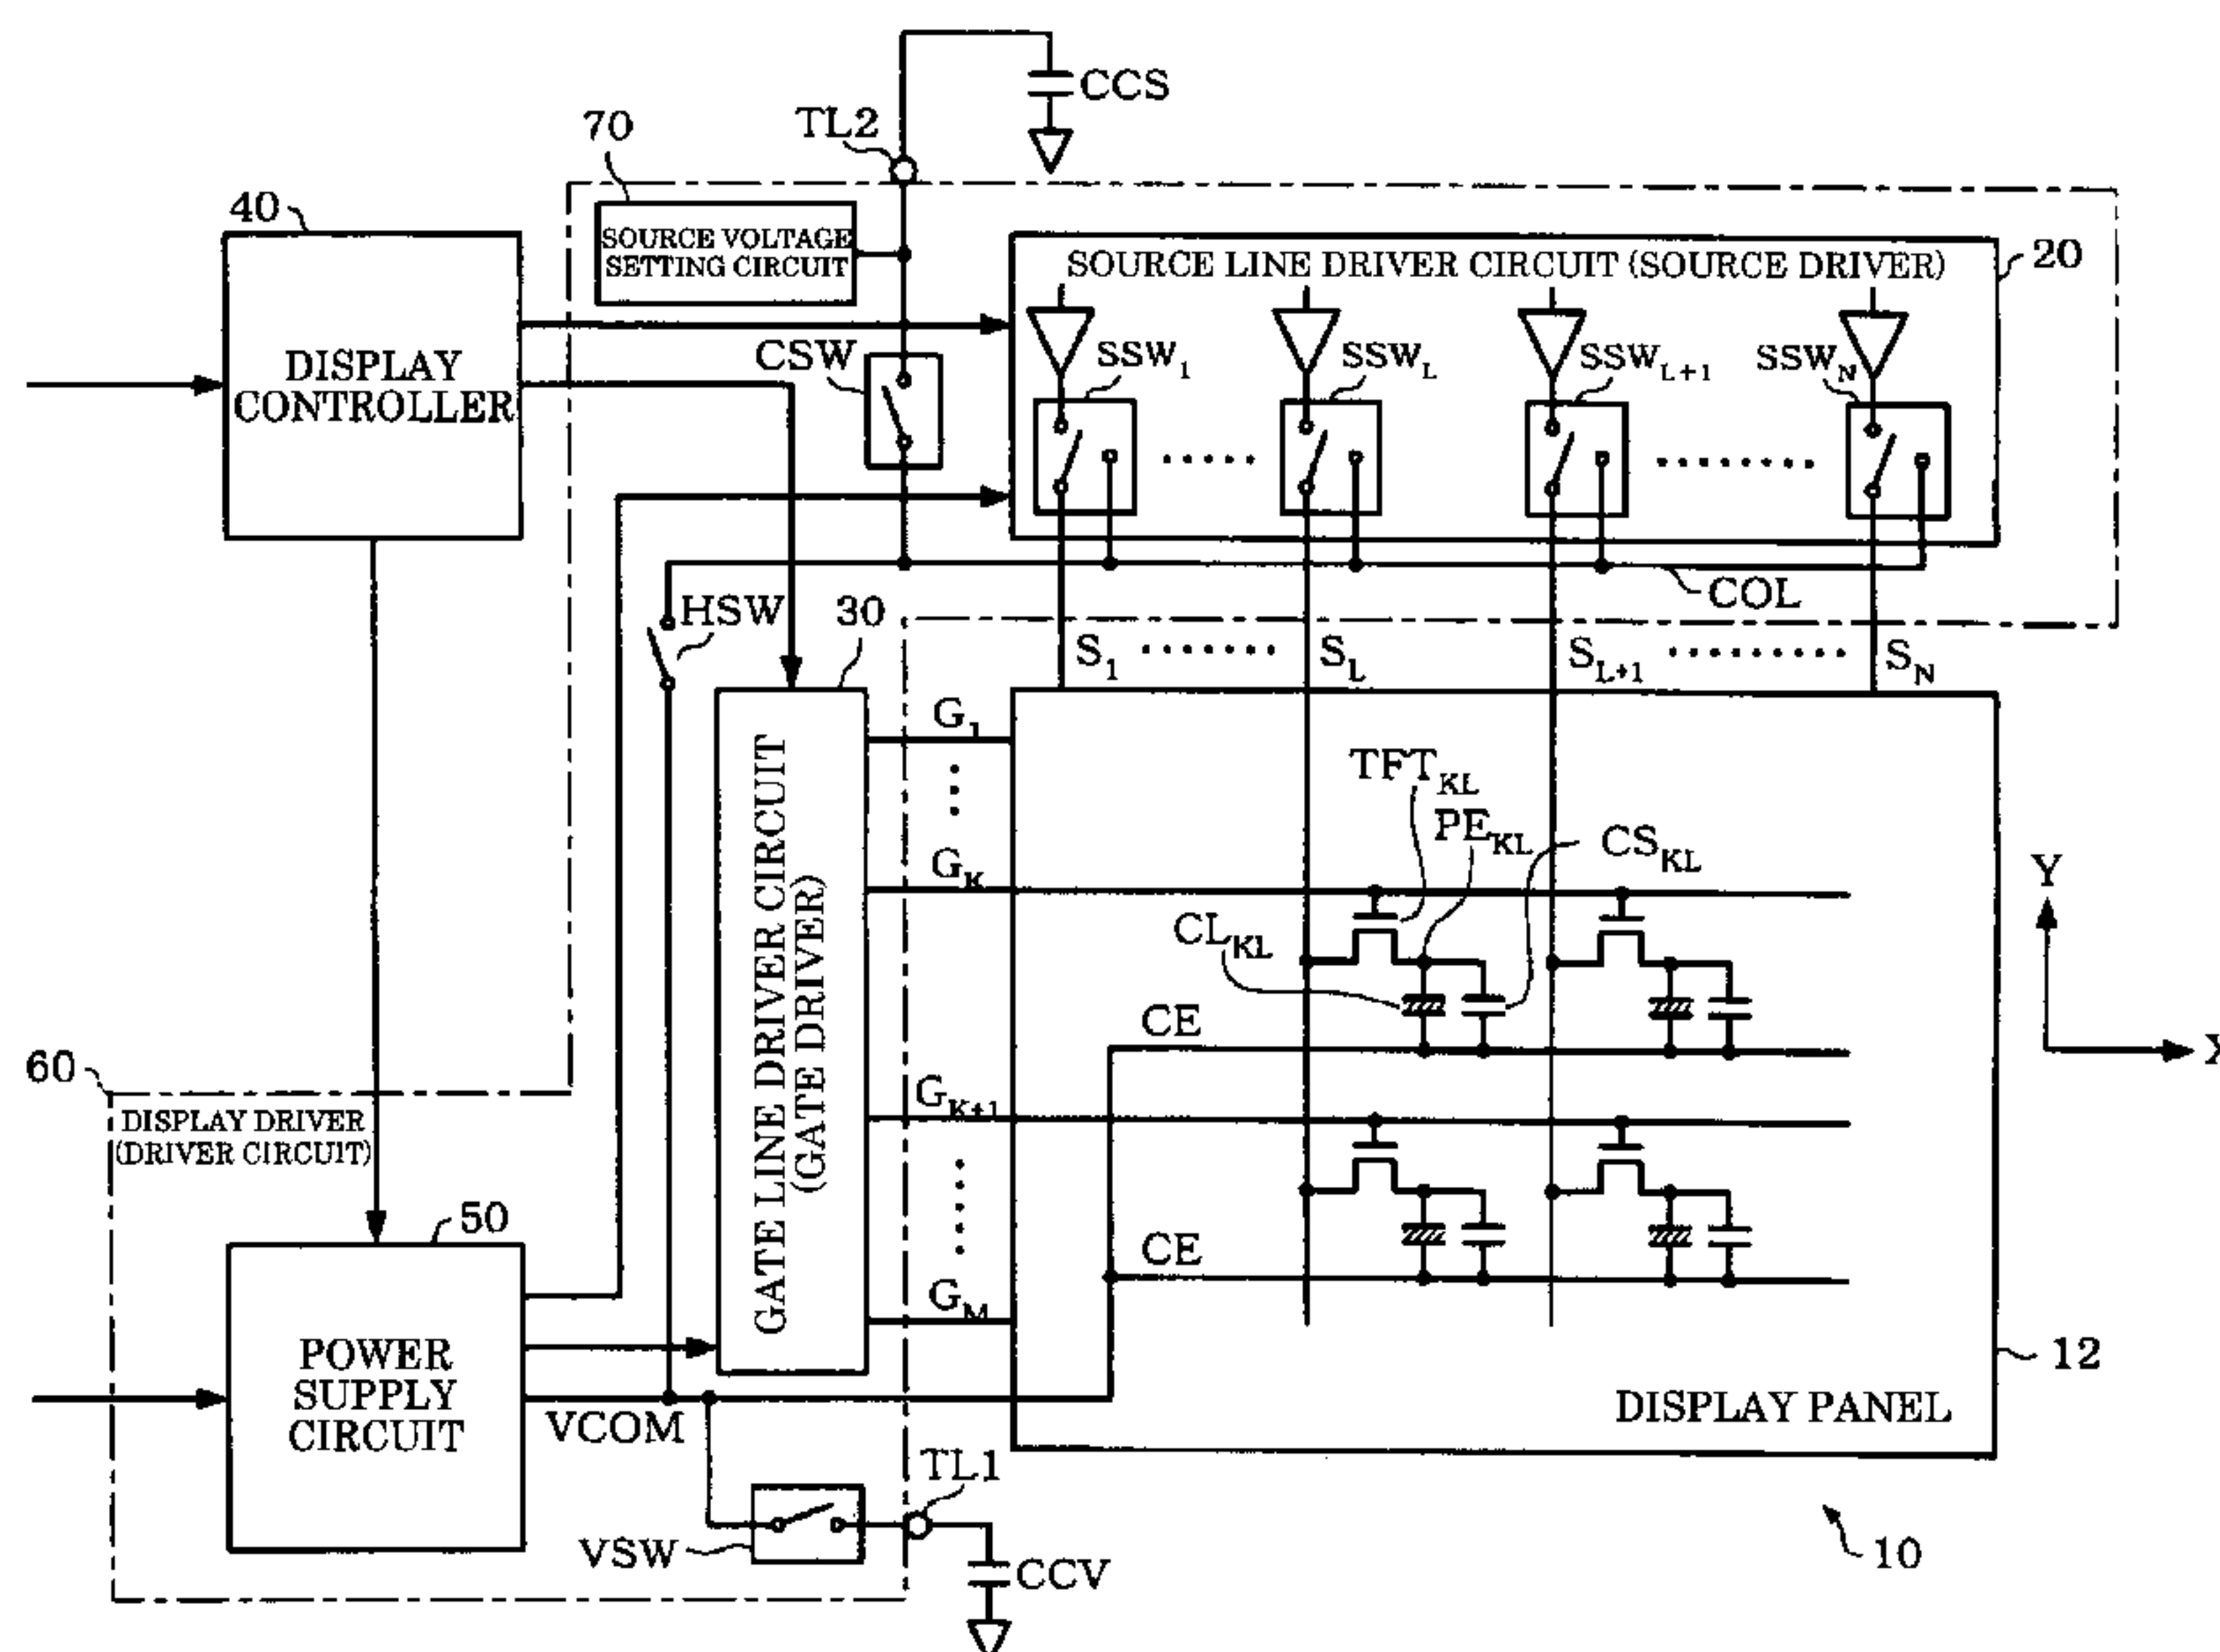 CCS
TL2
70
40
SOURCE VOLTAGE
SETTING CIRCUIT
SOURCE LINE DRIVER CIRCUIT (SOURCE DRIVER)
20
DISPLAY
CONTROLLER
CSW
SSW1
SSWL
SSWL+1
SSWN
COL
HSW
30
S1
SL
SL+1
SN
G1
GATE LINE DRIVER CIRCUIT
(GATE DRIVER)
TFTKL
PEKL
CSKL
GK
CLKL
Y
X
CE
60
DISPLAY DRIVER
(DRIVER CIRCUIT)
GK+1
50
CE
GM
POWER
SUPPLY
CIRCUIT
VCOM
12
DISPLAY PANEL
TL1
VSW
CCV
10